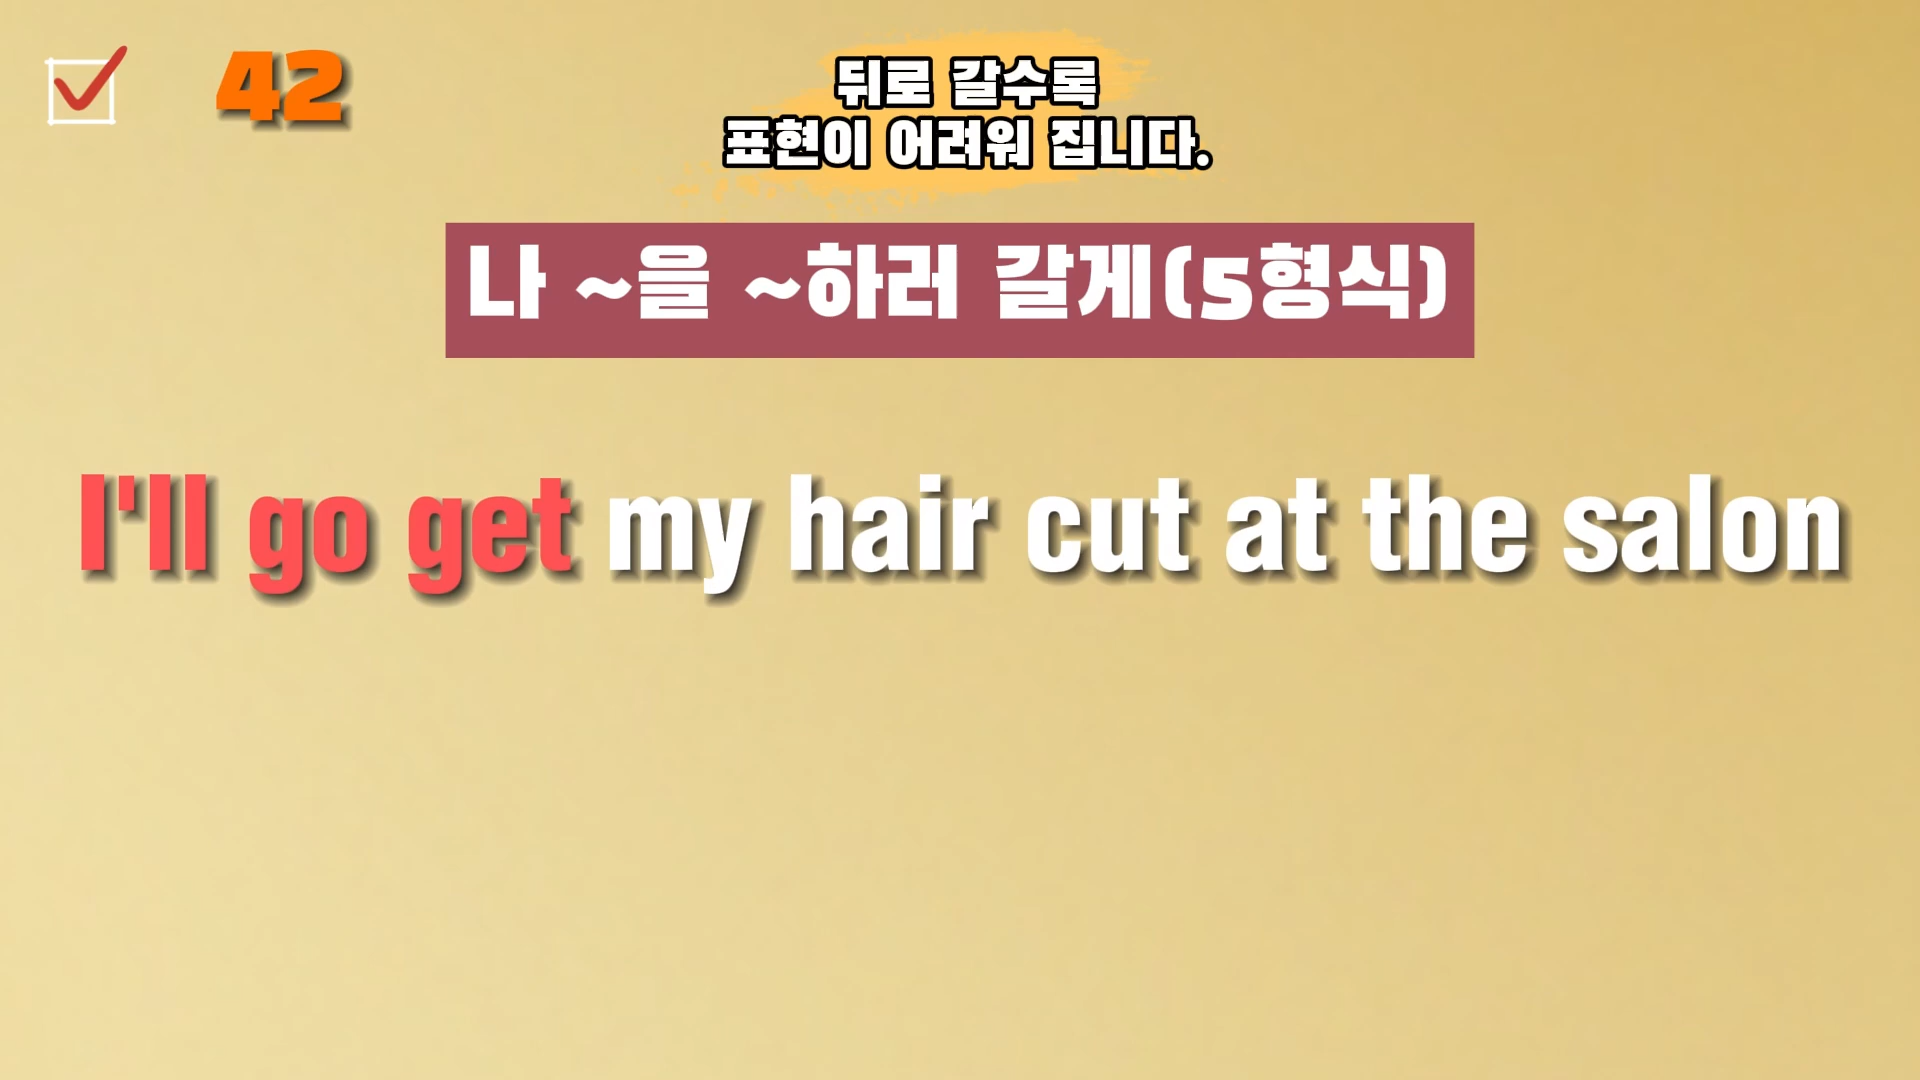 42
뒤로 갈수록
표현이 어려워 집니다.
나 ~을 ~하러 갈게(5형식)
I'll go get my hair cut at the salon